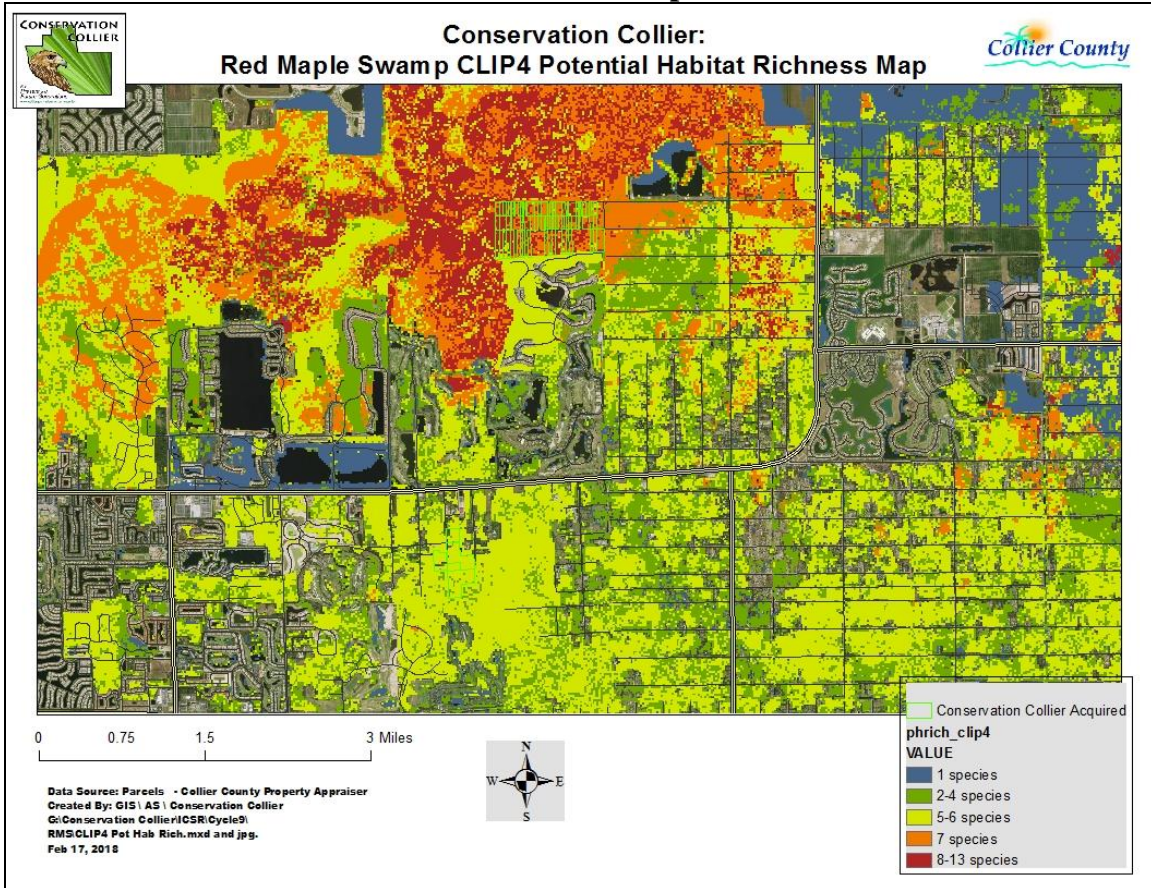 CONSERVATION
COLLIER
Conservation Collier:
Red Maple Swamp CLIP4 Potential Habitat Richness Map
Collier County
0 0.75 1.5 3 Miles
N
W E
S
Data Source: Parcels - Collier County Property Appraiser
Created By: GIS \ AS \ Conservation Collier
G:\Conservation Collier\ICSR\Cycle9\
RMS\CLIP4 Pot Hab Rich.mxd and jpg.
Feb 17, 2018
Conservation Collier Acquired
phrich_clip4
VALUE
1 species
2-4 species
5-6 species
7 species
8-13 species